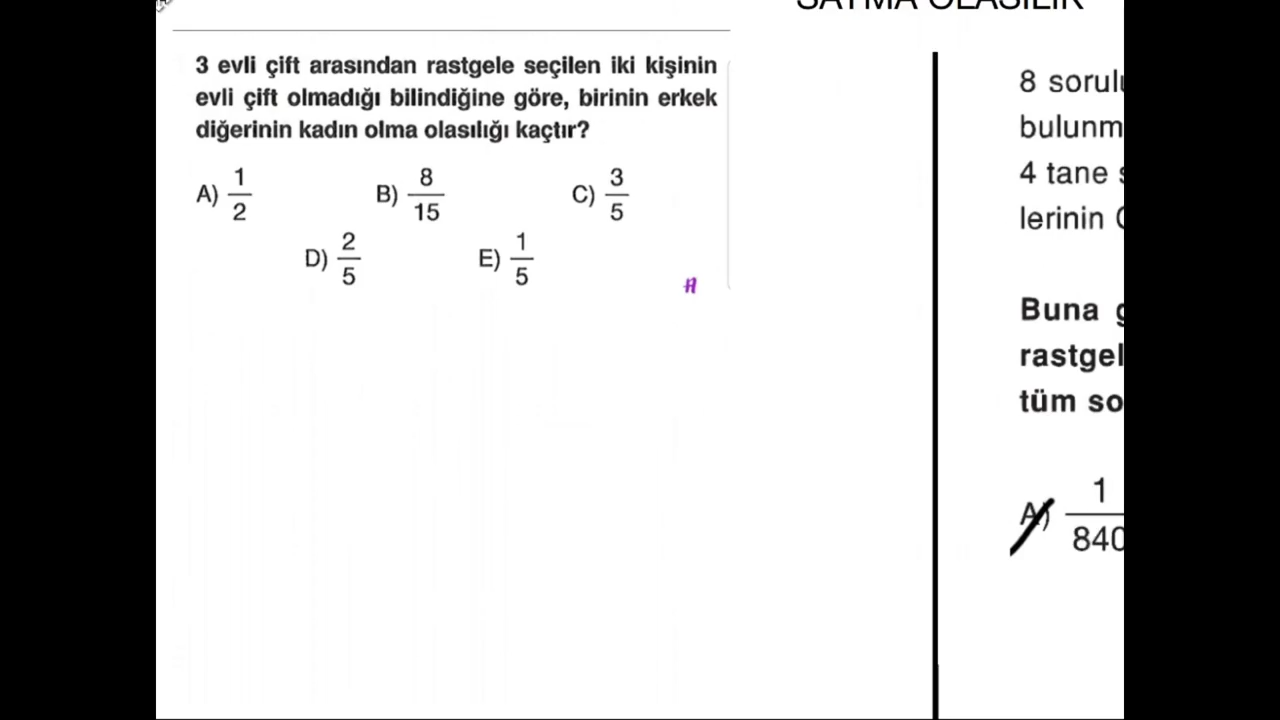 SAYMA OLASILIK
3 evli çift arasından rastgele seçilen iki kişinin
evli çift olmadığı bilindiğine göre, birinin erkek
diğerinin kadın olma olasılığı kaçtır?
A) 1/2 B) 8/15 C) 3/5
D) 2/5 E) 1/5
A
8 sorul
bulunm
4 tane
lerinin
Buna
rastgel
tüm so
A) 1/840